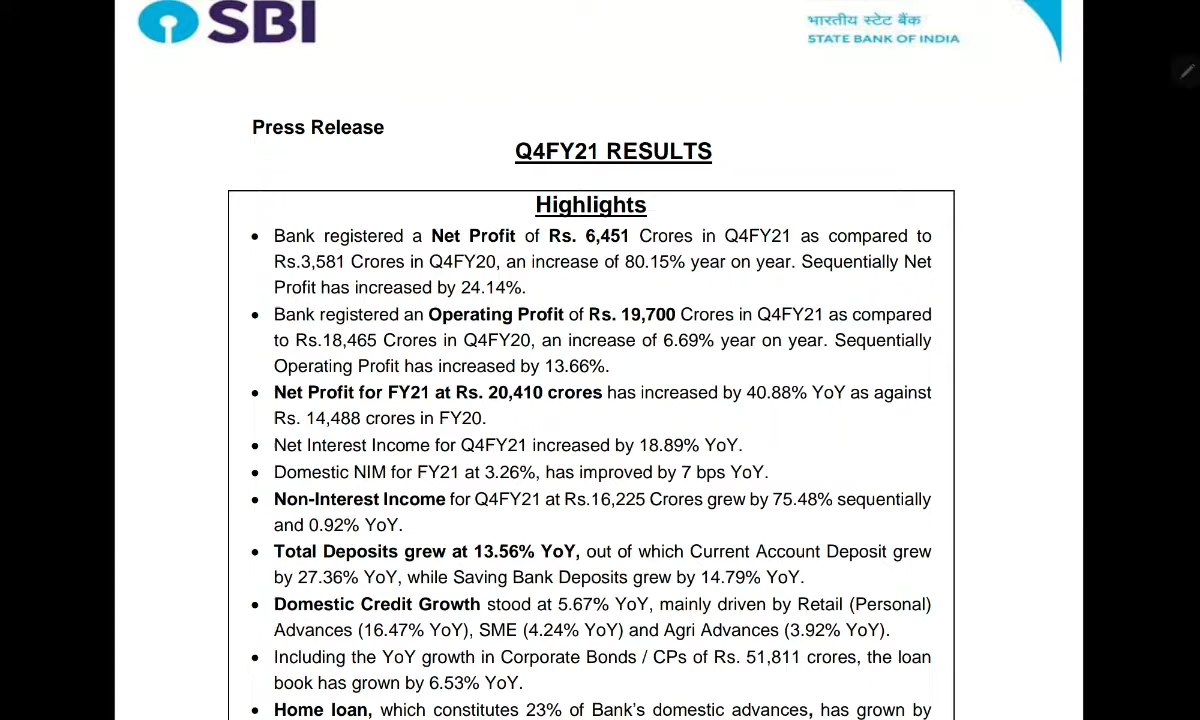 SBI
भारतीय स्टेट बैंक
STATE BANK OF INDIA
Press Release
Q4FY21 RESULTS
Highlights
• Bank registered a Net Profit of Rs. 6,451 Crores in Q4FY21 as compared to
Rs.3,581 Crores in Q4FY20, an increase of 80.15% year on year. Sequentially Net
Profit has increased by 24.14%.
• Bank registered an Operating Profit of Rs. 19,700 Crores in Q4FY21 as compared
to Rs.18,465 Crores in Q4FY20, an increase of 6.69% year on year. Sequentially
Operating Profit has increased by 13.66%.
• Net Profit for FY21 at Rs. 20,410 crores has increased by 40.88% YoY as against
Rs. 14,488 crores in FY20.
• Net Interest Income for Q4FY21 increased by 18.89% YoY.
• Domestic NIM for FY21 at 3.26%, has improved by 7 bps YoY.
• Non-Interest Income for Q4FY21 at Rs.16,225 Crores grew by 75.48% sequentially
and 0.92% YoY.
• Total Deposits grew at 13.56% YoY, out of which Current Account Deposit grew
by 27.36% YoY, while Saving Bank Deposits grew by 14.79% YoY.
• Domestic Credit Growth stood at 5.67% YoY, mainly driven by Retail (Personal)
Advances (16.47% YoY), SME (4.24% YoY) and Agri Advances (3.92% YoY).
• Including the YoY growth in Corporate Bonds / CPs of Rs. 51,811 crores, the loan
book has grown by 6.53% YoY.
• Home loan, which constitutes 23% of Bank's domestic advances, has grown by